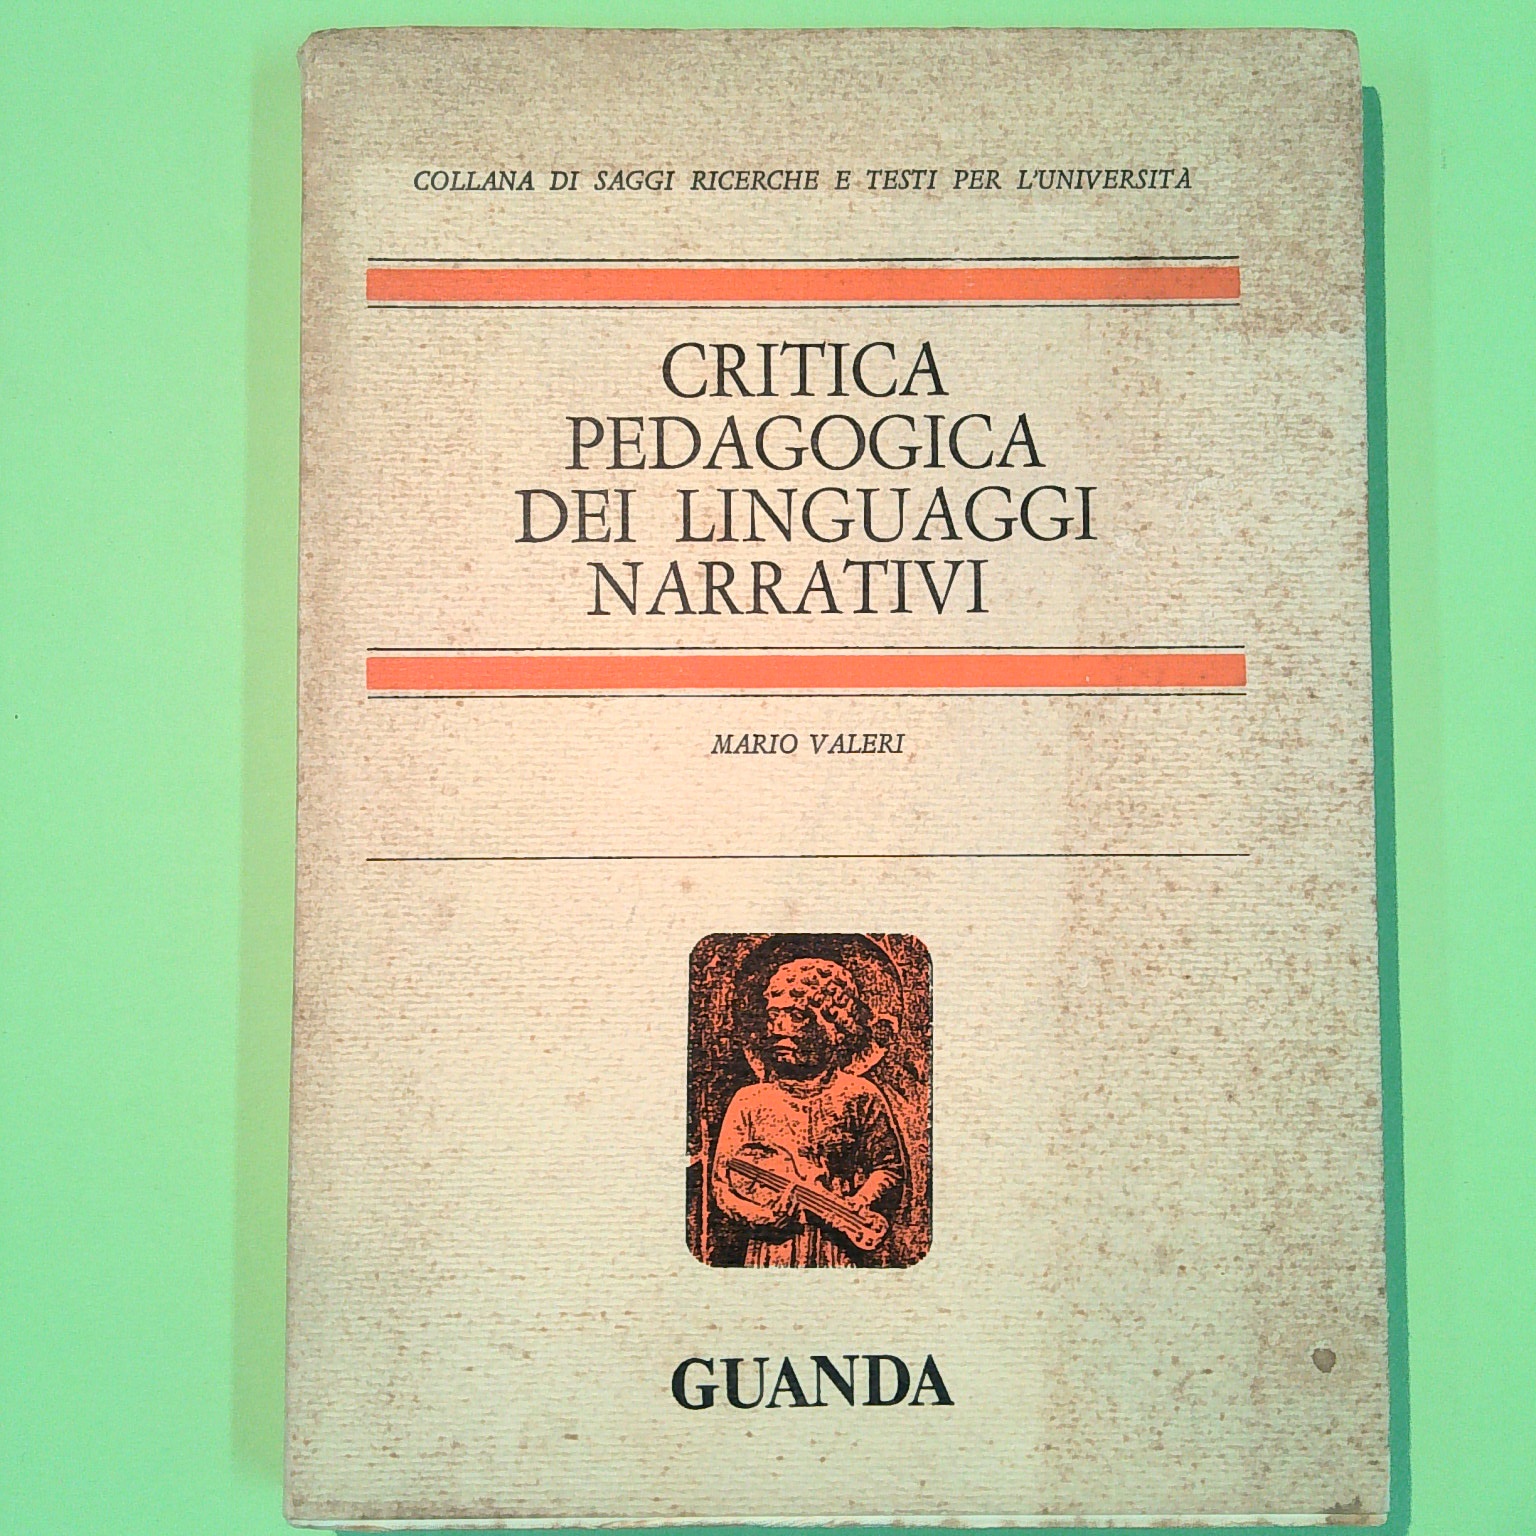 COLLANA DI SAGGI RICERCHE E TESTI PER L'UNIVERSITÀ
CRITICA
PEDAGOGICA
DEI LINGUAGGI
NARRATIVI
MARIO VALERI
GUANDA